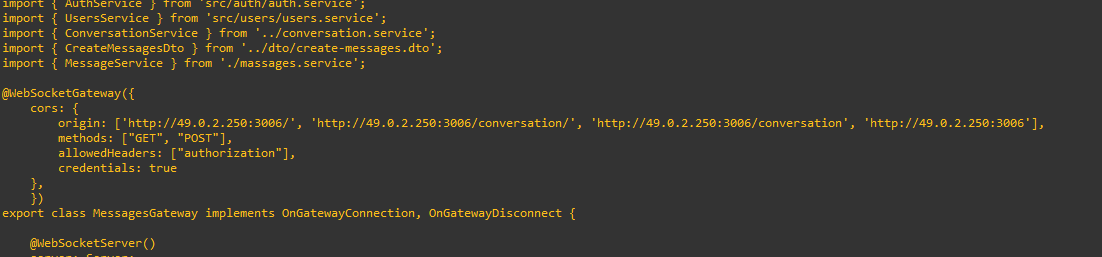 import { AuthService } from 'src/auth/auth.service';
import { UsersService } from 'src/users/users.service';
import { ConversationService } from '../conversation.service';
import { CreateMessagesDto } from '../dto/create-messages.dto';
import { MessageService } from './massages.service';
@WebSocketGateway({
cors: {
origin: ['http://49.0.2.250:3006/', 'http://49.0.2.250:3006/conversation/', 'http://49.0.2.250:3006/conversation', 'http://49.0.2.250:3006'],
methods: ["GET", "POST"],
allowedHeaders: ["authorization"],
credentials: true
},
})
export class MessagesGateway implements OnGatewayConnection, OnGatewayDisconnect {
@WebSocketServer()
server: Server;